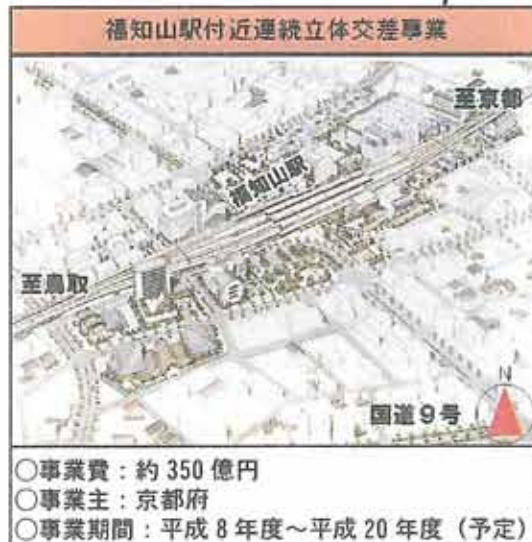 福知山駅付近連続立体交差事業
至京都
福知山駅
至鳥取
国道9号
N
○事業費：約 350 億円
○事業主：京都府
○事業期間：平成 8 年度～平成 20 年度（予定）